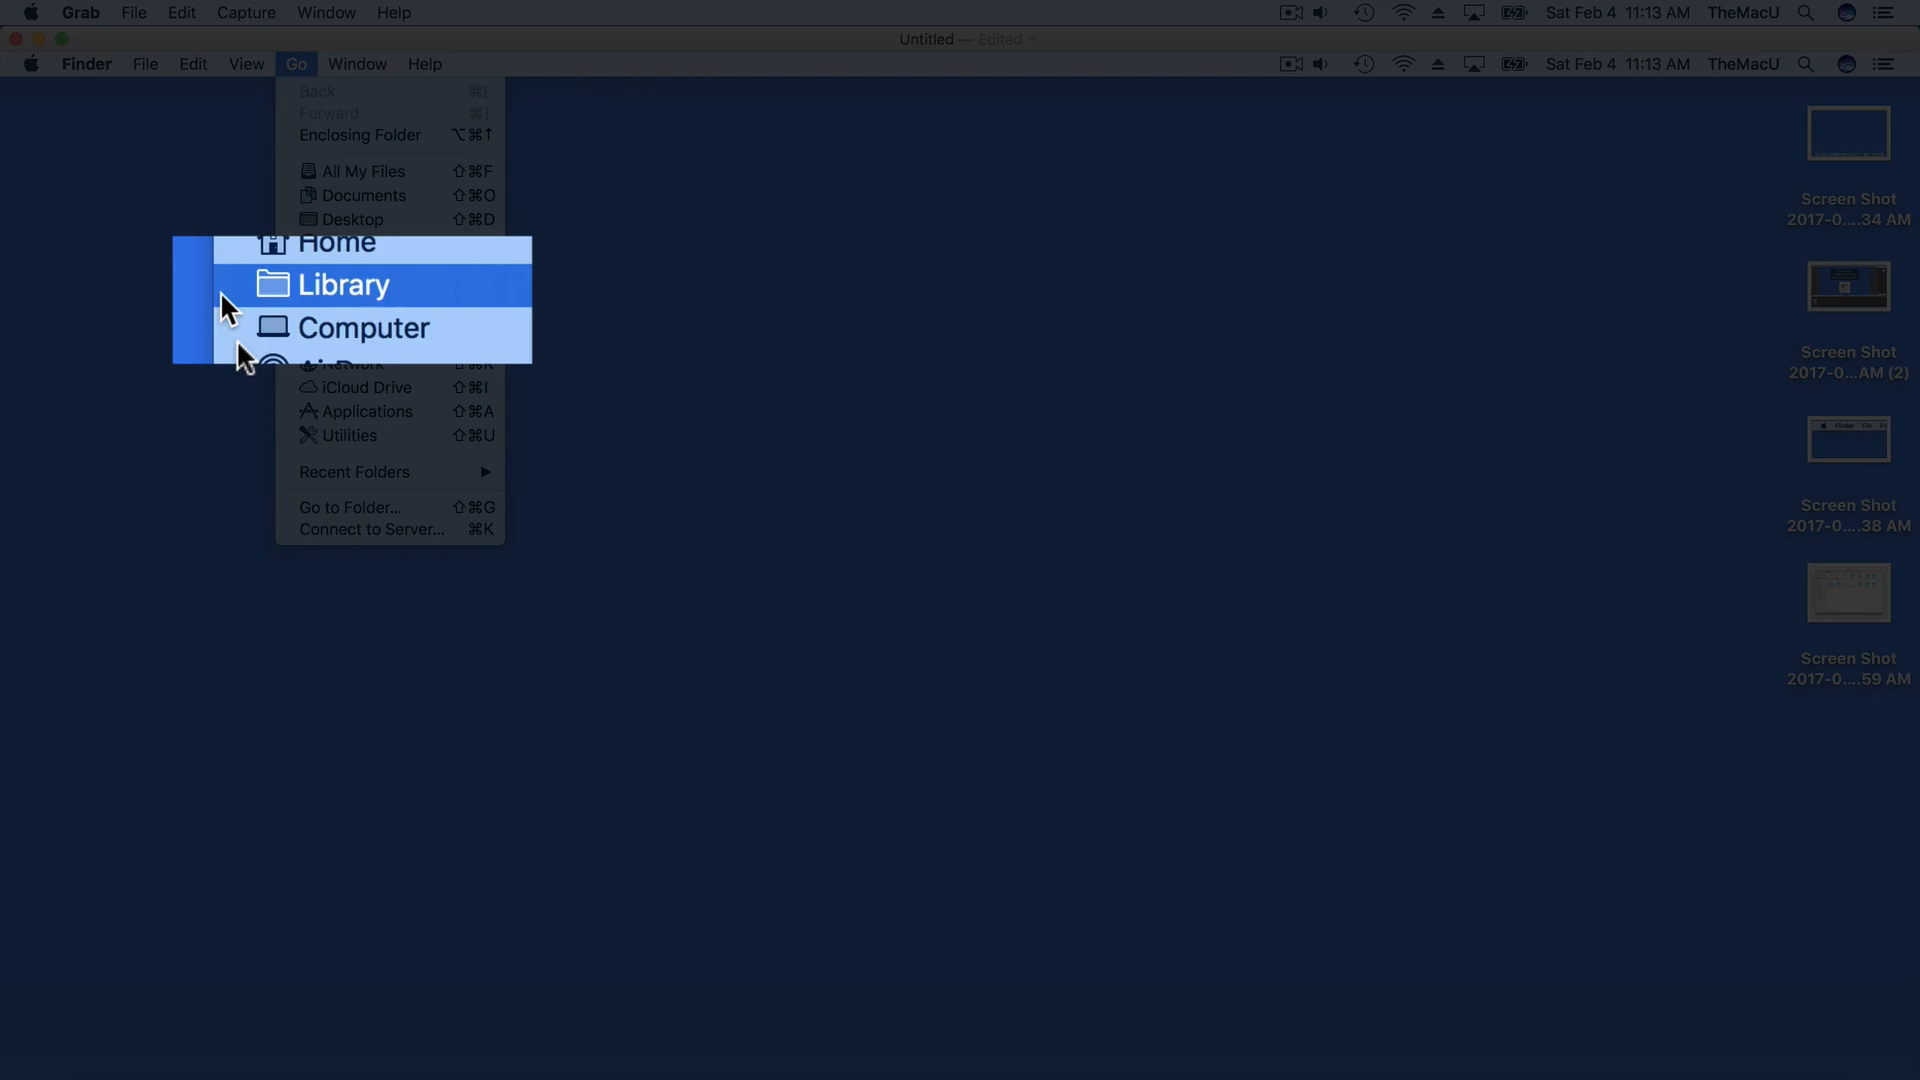 Grab File Edit Capture Window Help Sat Feb 4 11:13 AM TheMacU
Untitled — Edited
Finder File Edit View Go Window Help Sat Feb 4 11:13 AM TheMacU
Back ⌘[
Forward ⌘]
Enclosing Folder ⌥⌘↑
All My Files ⇧⌘F
Documents ⇧⌘O
Desktop ⇧⌘D
Home
Library
Computer
Network ⇧⌘K
iCloud Drive ⇧⌘I
Applications ⇧⌘A
Utilities ⇧⌘U
Recent Folders ▶
Go to Folder... ⇧⌘G
Connect to Server... ⌘K
Screen Shot
2017-0....34 AM
Screen Shot
2017-0...AM (2)
Finder File
Screen Shot
2017-0....38 AM
Screen Shot
2017-0....59 AM